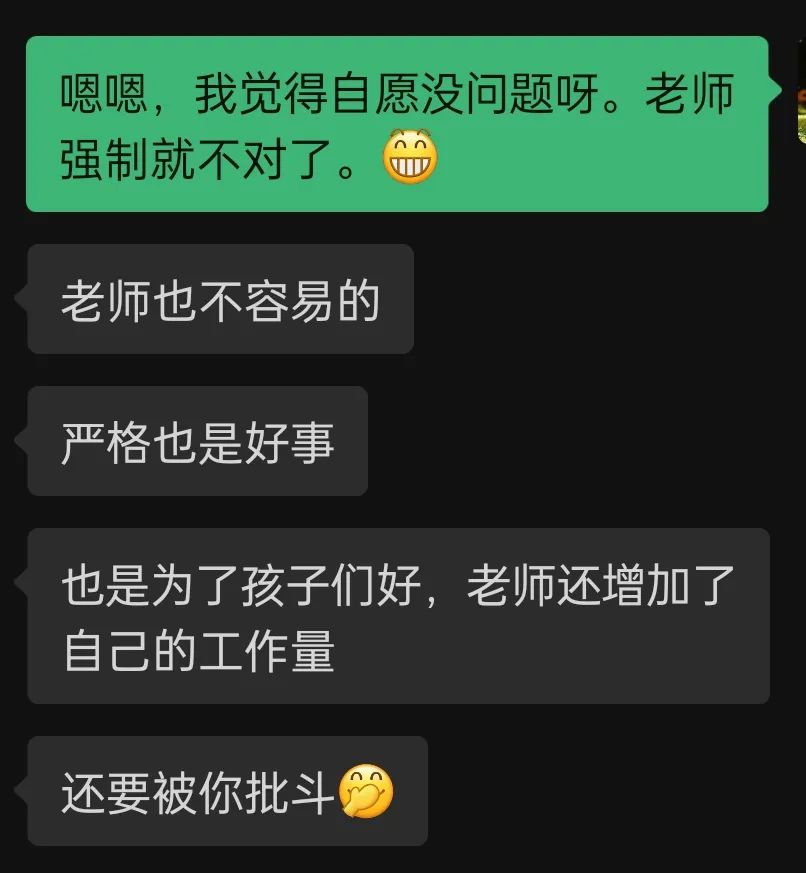 嗯嗯，我觉得自愿没问题呀。老师
强制就不对了。😁
老师也不容易的
严格也是好事
也是为了孩子们好，老师还增加了
自己的工作量
还要被你批斗🤭